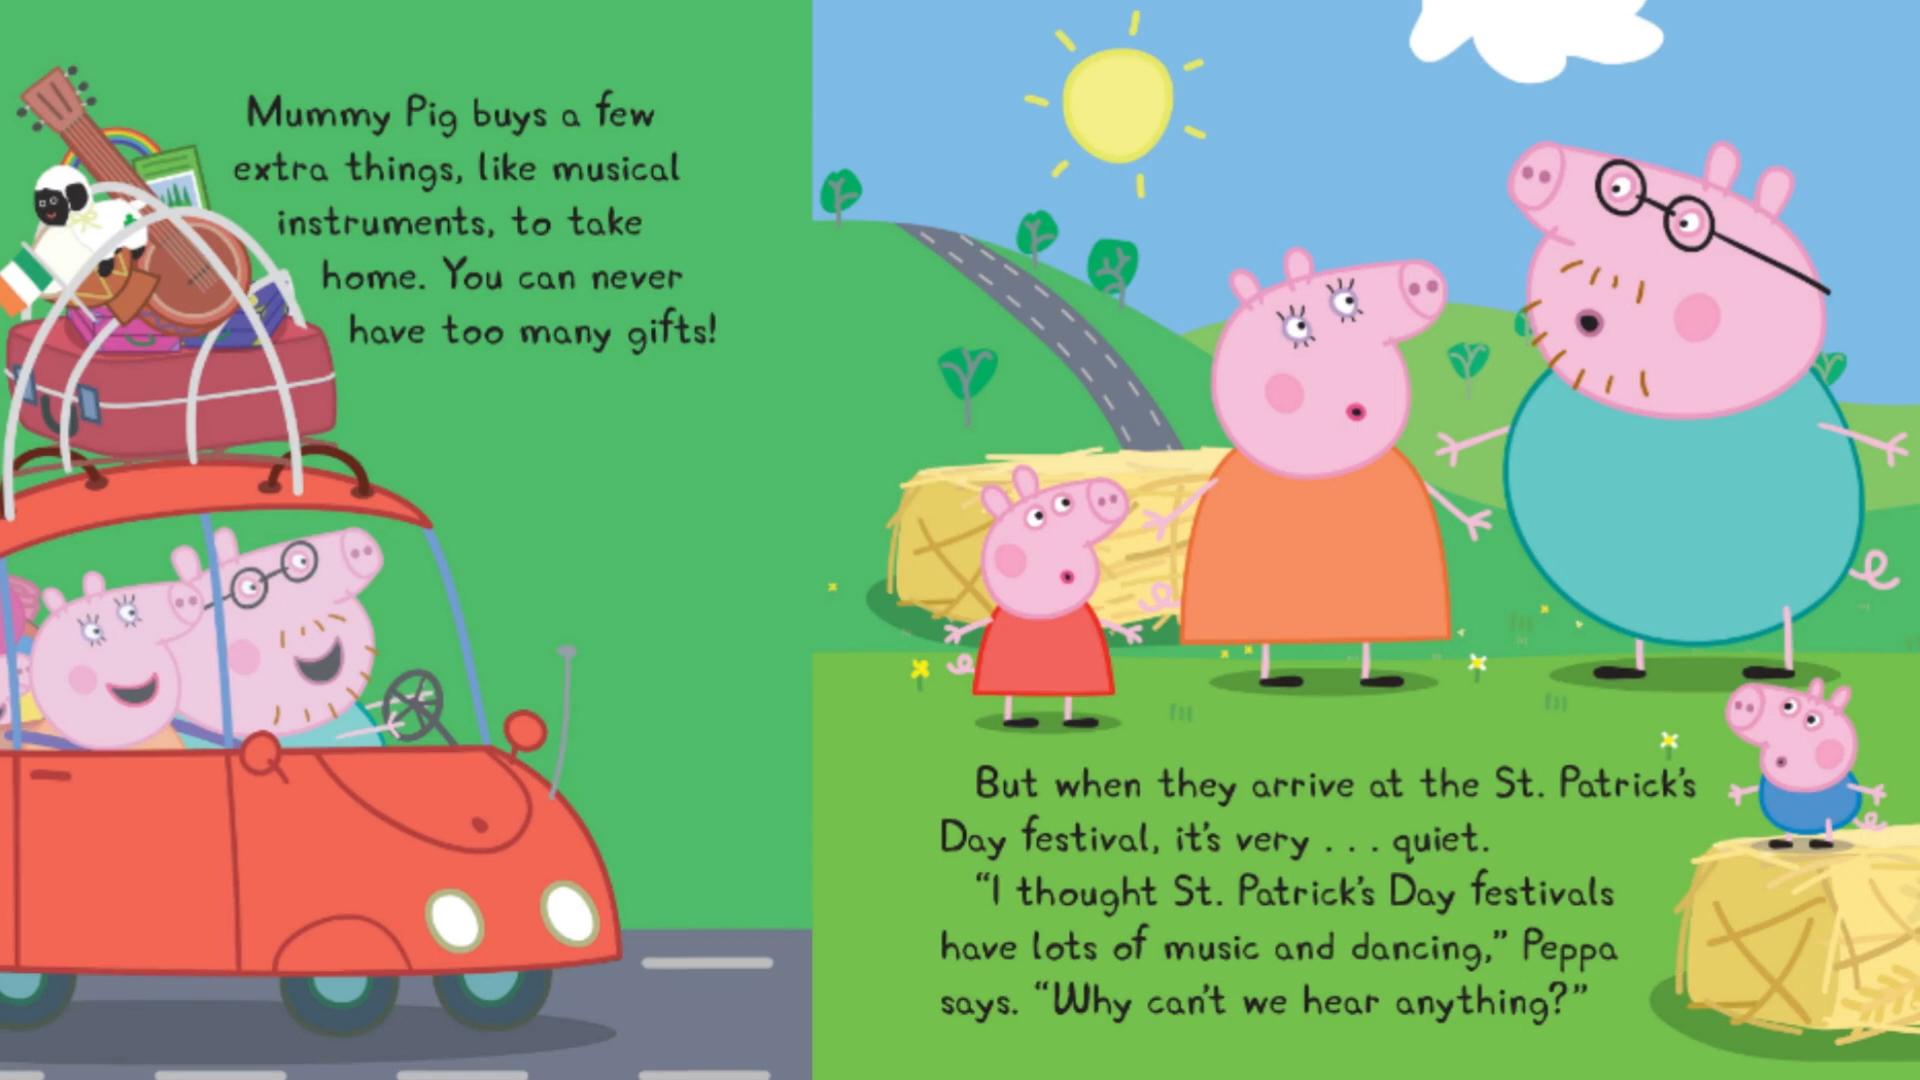 Mummy Pig buys a few
extra things, like musical
instruments, to take
home. You can never
have too many gifts!
But when they arrive at the St. Patrick's
Day festival, it's very . . . quiet.
“I thought St. Patrick's Day festivals
have lots of music and dancing,” Peppa
says. “Why can't we hear anything?”